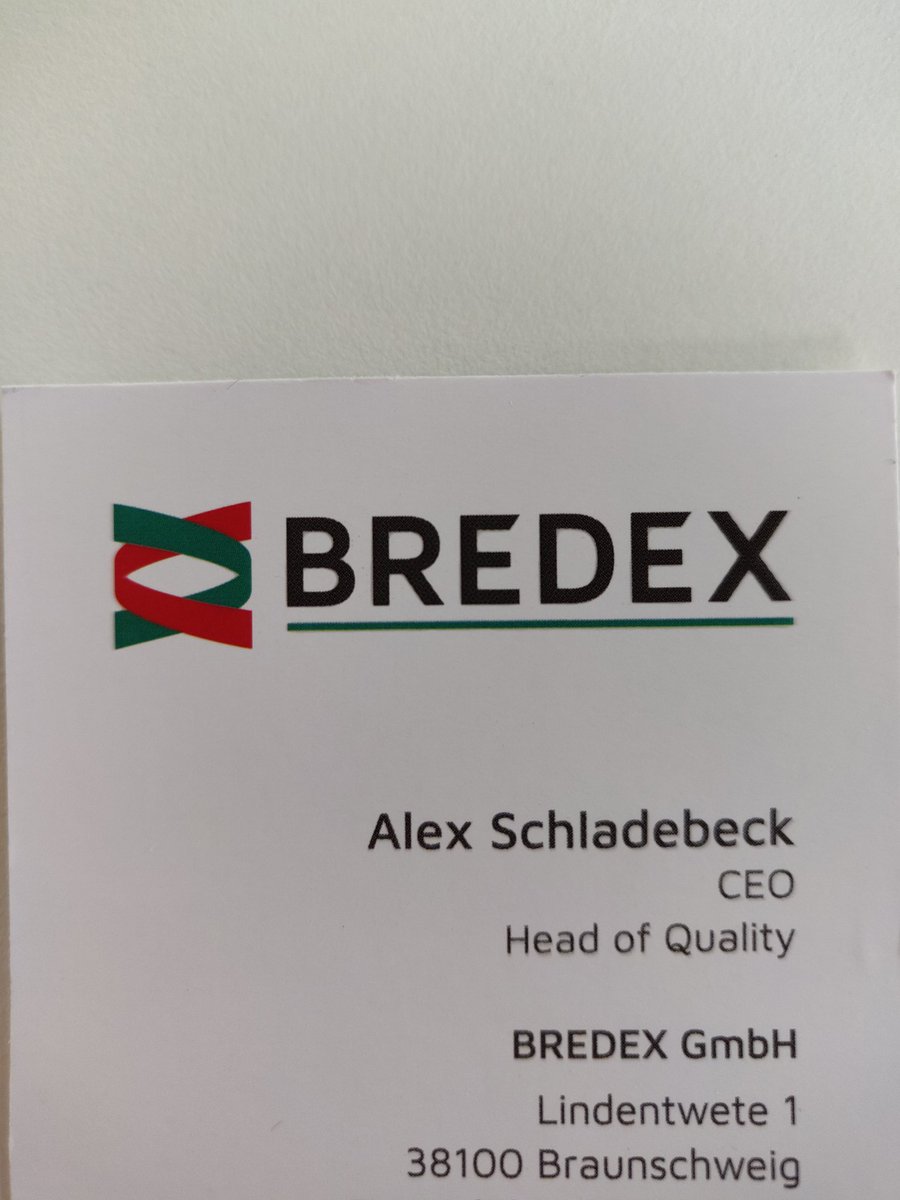 BREDEX
Alex Schladebeck
CEO
Head of Quality
BREDEX GmbH
Lindentwete 1
38100 Braunschweig